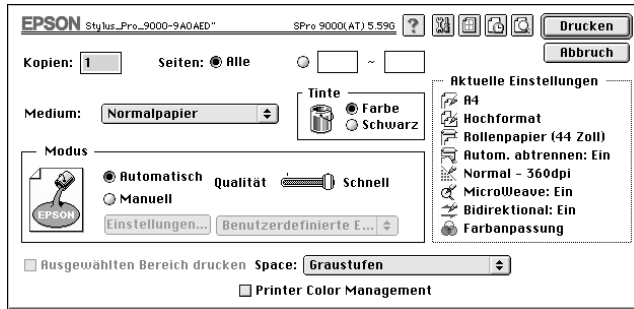 EPSON Stylus_Pro_9000-9A0AED" SPro 9000(AT) 5.59G ? Drucken
Abbruch
Kopien: 1 Seiten: Alle ~
Medium: Normalpapier
Tinte
Farbe
Schwarz
Modus
EPSON
Automatisch
Manuell
Qualität Schnell
Einstellungen... Benutzerdefinierte E...
Aktuelle Einstellungen
A4
Hochformat
Rollenpapier (44 Zoll)
Autom. abtrennen: Ein
Normal - 360dpi
MicroWeave: Ein
Bidirektional: Ein
Farbanpassung
Ausgewählten Bereich drucken Space: Graustufen
Printer Color Management